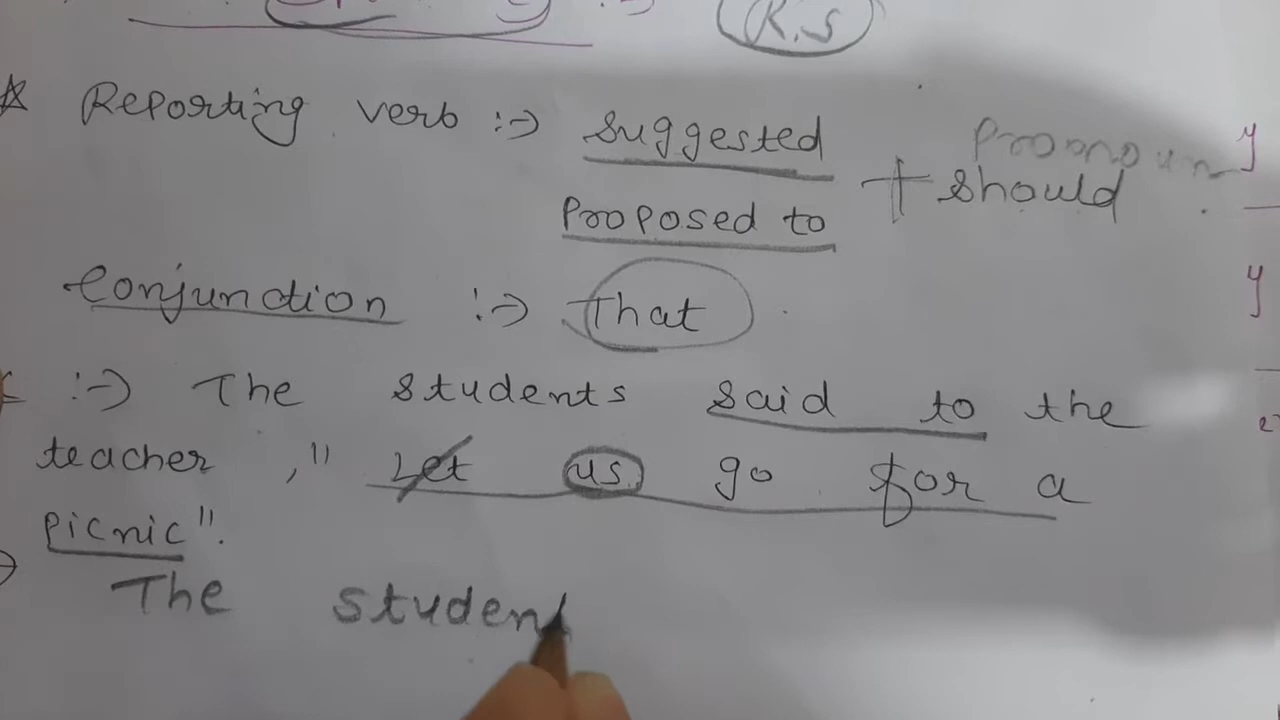 R.S
☆ Reporting verb :→ suggested
Pronoun
proposed to + should
Conjunction :→ That
:→ The students said to the
teacher ," Let us go for a
picnic".
The student